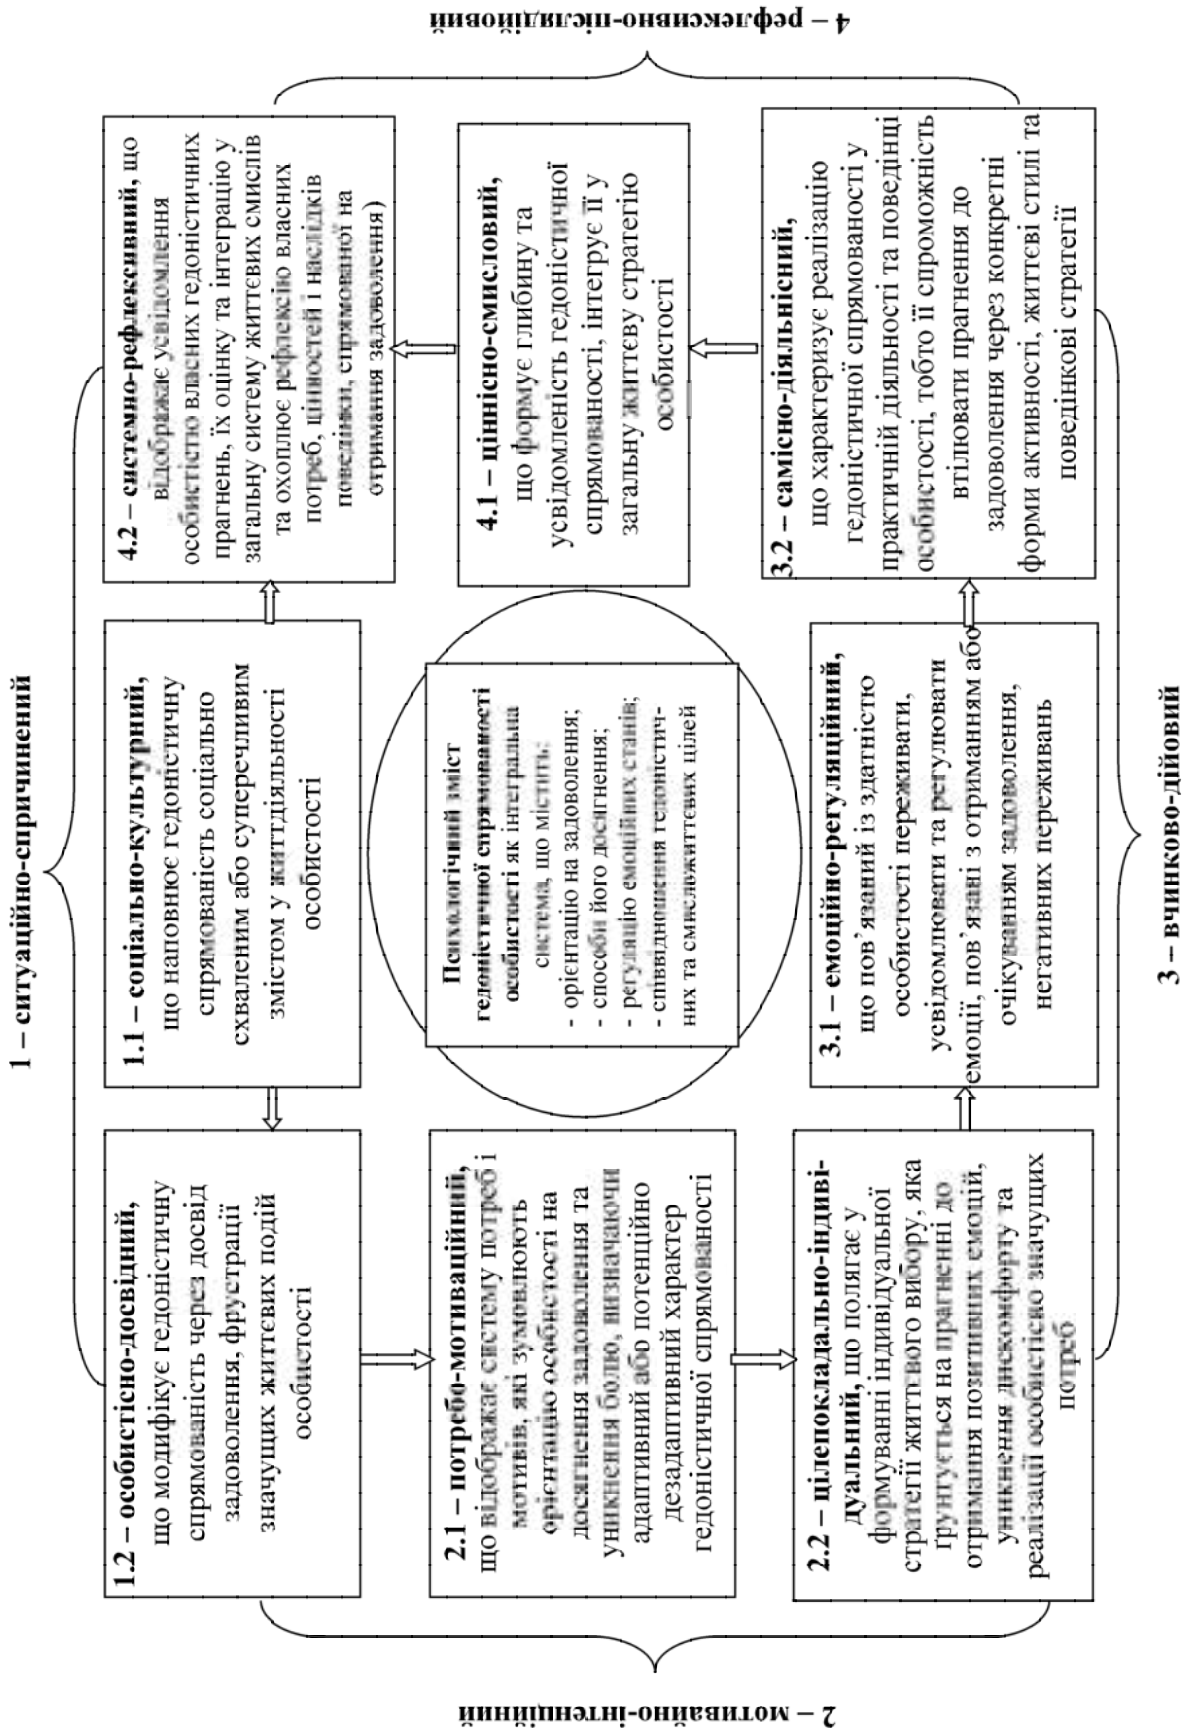 1 – ситуаційно-спричинений
1.2 – особистісно-досвідний,
що модифікує гедоністичну
спрямованість через досвід
задоволення, фрустрації
значущих життєвих подій
особистості
1.1 – соціально-культурний,
що наповнює гедоністичну
спрямованість соціально
схваленим або суперечливим
змістом у життдіяльності
особистості
4.2 – системно-рефлексивний, що
відображає усвідомлення
особистістю власних гедоністичних
прагнень, їх оцінку та інтеграцію у
загальну систему життєвих смислів
та охоплює рефлексію власних
потреб, цінностей і наслідків
поведінки, спрямованої на
отримання задоволення)
2 – мотивайно-інтенційний
2.1 – потребо-мотиваційний,
що відображає систему потреб і
мотивів, які зумовлюють
орієнтацію особистості на
досягнення задоволення та
уникнення болю, визначаючи
адаптивний або потенційно
дезадаптивний характер
гедоністичної спрямованості
Психологічний зміст
гедоністичної спрямованості
особистості як інтегральна
система, що містить:
- орієнтацію на задоволення;
- способи його досягнення;
- регуляцію емоційних станів;
- співвідношення гедоністич-
них та смисложиттєвих цілей
4.1 – ціннісно-смисловий,
що формує глибину та
усвідомленість гедоністичної
спрямованості, інтегрує її у
загальну життєву стратегію
особистості
4 – рефлексивно-післядійовий
2.2 – цілепокладально-індиві-
дуальний, що полягає у
формуванні індивідуальної
стратегії життєвого вибору, яка
ґрунтується на прагненні до
отримання позитивних емоцій,
уникнення дискомфорту та
реалізації особистісно значущих
потреб
3.1 – емоційно-регуляційний,
що пов’язаний із здатністю
особистості переживати,
усвідомлювати та регулювати
емоції, пов’язані з отриманням або
очікуванням задоволення,
негативних переживань
3.2 – самісно-діяльнісний,
що характеризує реалізацію
гедоністичної спрямованості у
практичній діяльності та поведінці
особистості, тобто її спроможність
втілювати прагнення до
задоволення через конкретні
форми активності, життєві стилі та
поведінкові стратегії
3 – вчинково-дійовий